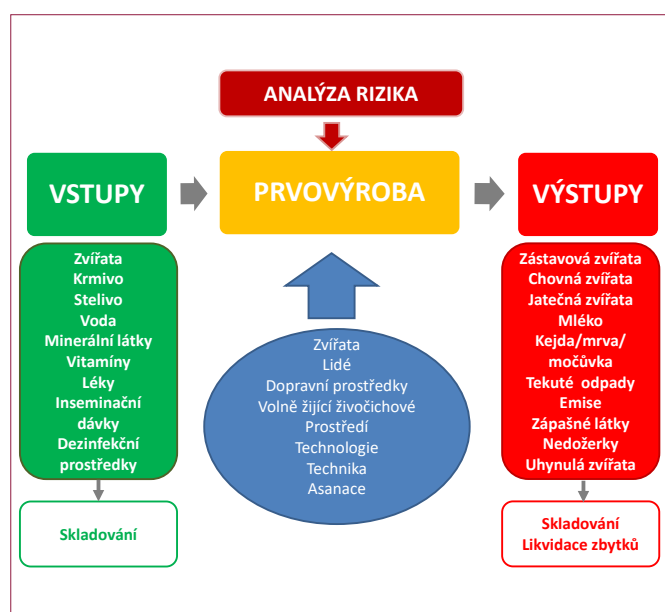 ANALÝZA RIZIKA
VSTUPY
PRVOVÝROBA
VÝSTUPY
Zvířata
Krmivo
Stelivo
Voda
Minerální látky
Vitamíny
Léky
Inseminační
dávky
Dezinfekční
prostředky
Skladování
Zvířata
Lidé
Dopravní prostředky
Volně žijící živočichové
Prostředí
Technologie
Technika
Asanace
Zástavová zvířata
Chovná zvířata
Jatečná zvířata
Mléko
Kejda/mrva/
močůvka
Tekuté odpady
Emise
Zápašné látky
Nedožerky
Uhynulá zvířata
Skladování
Likvidace zbytků